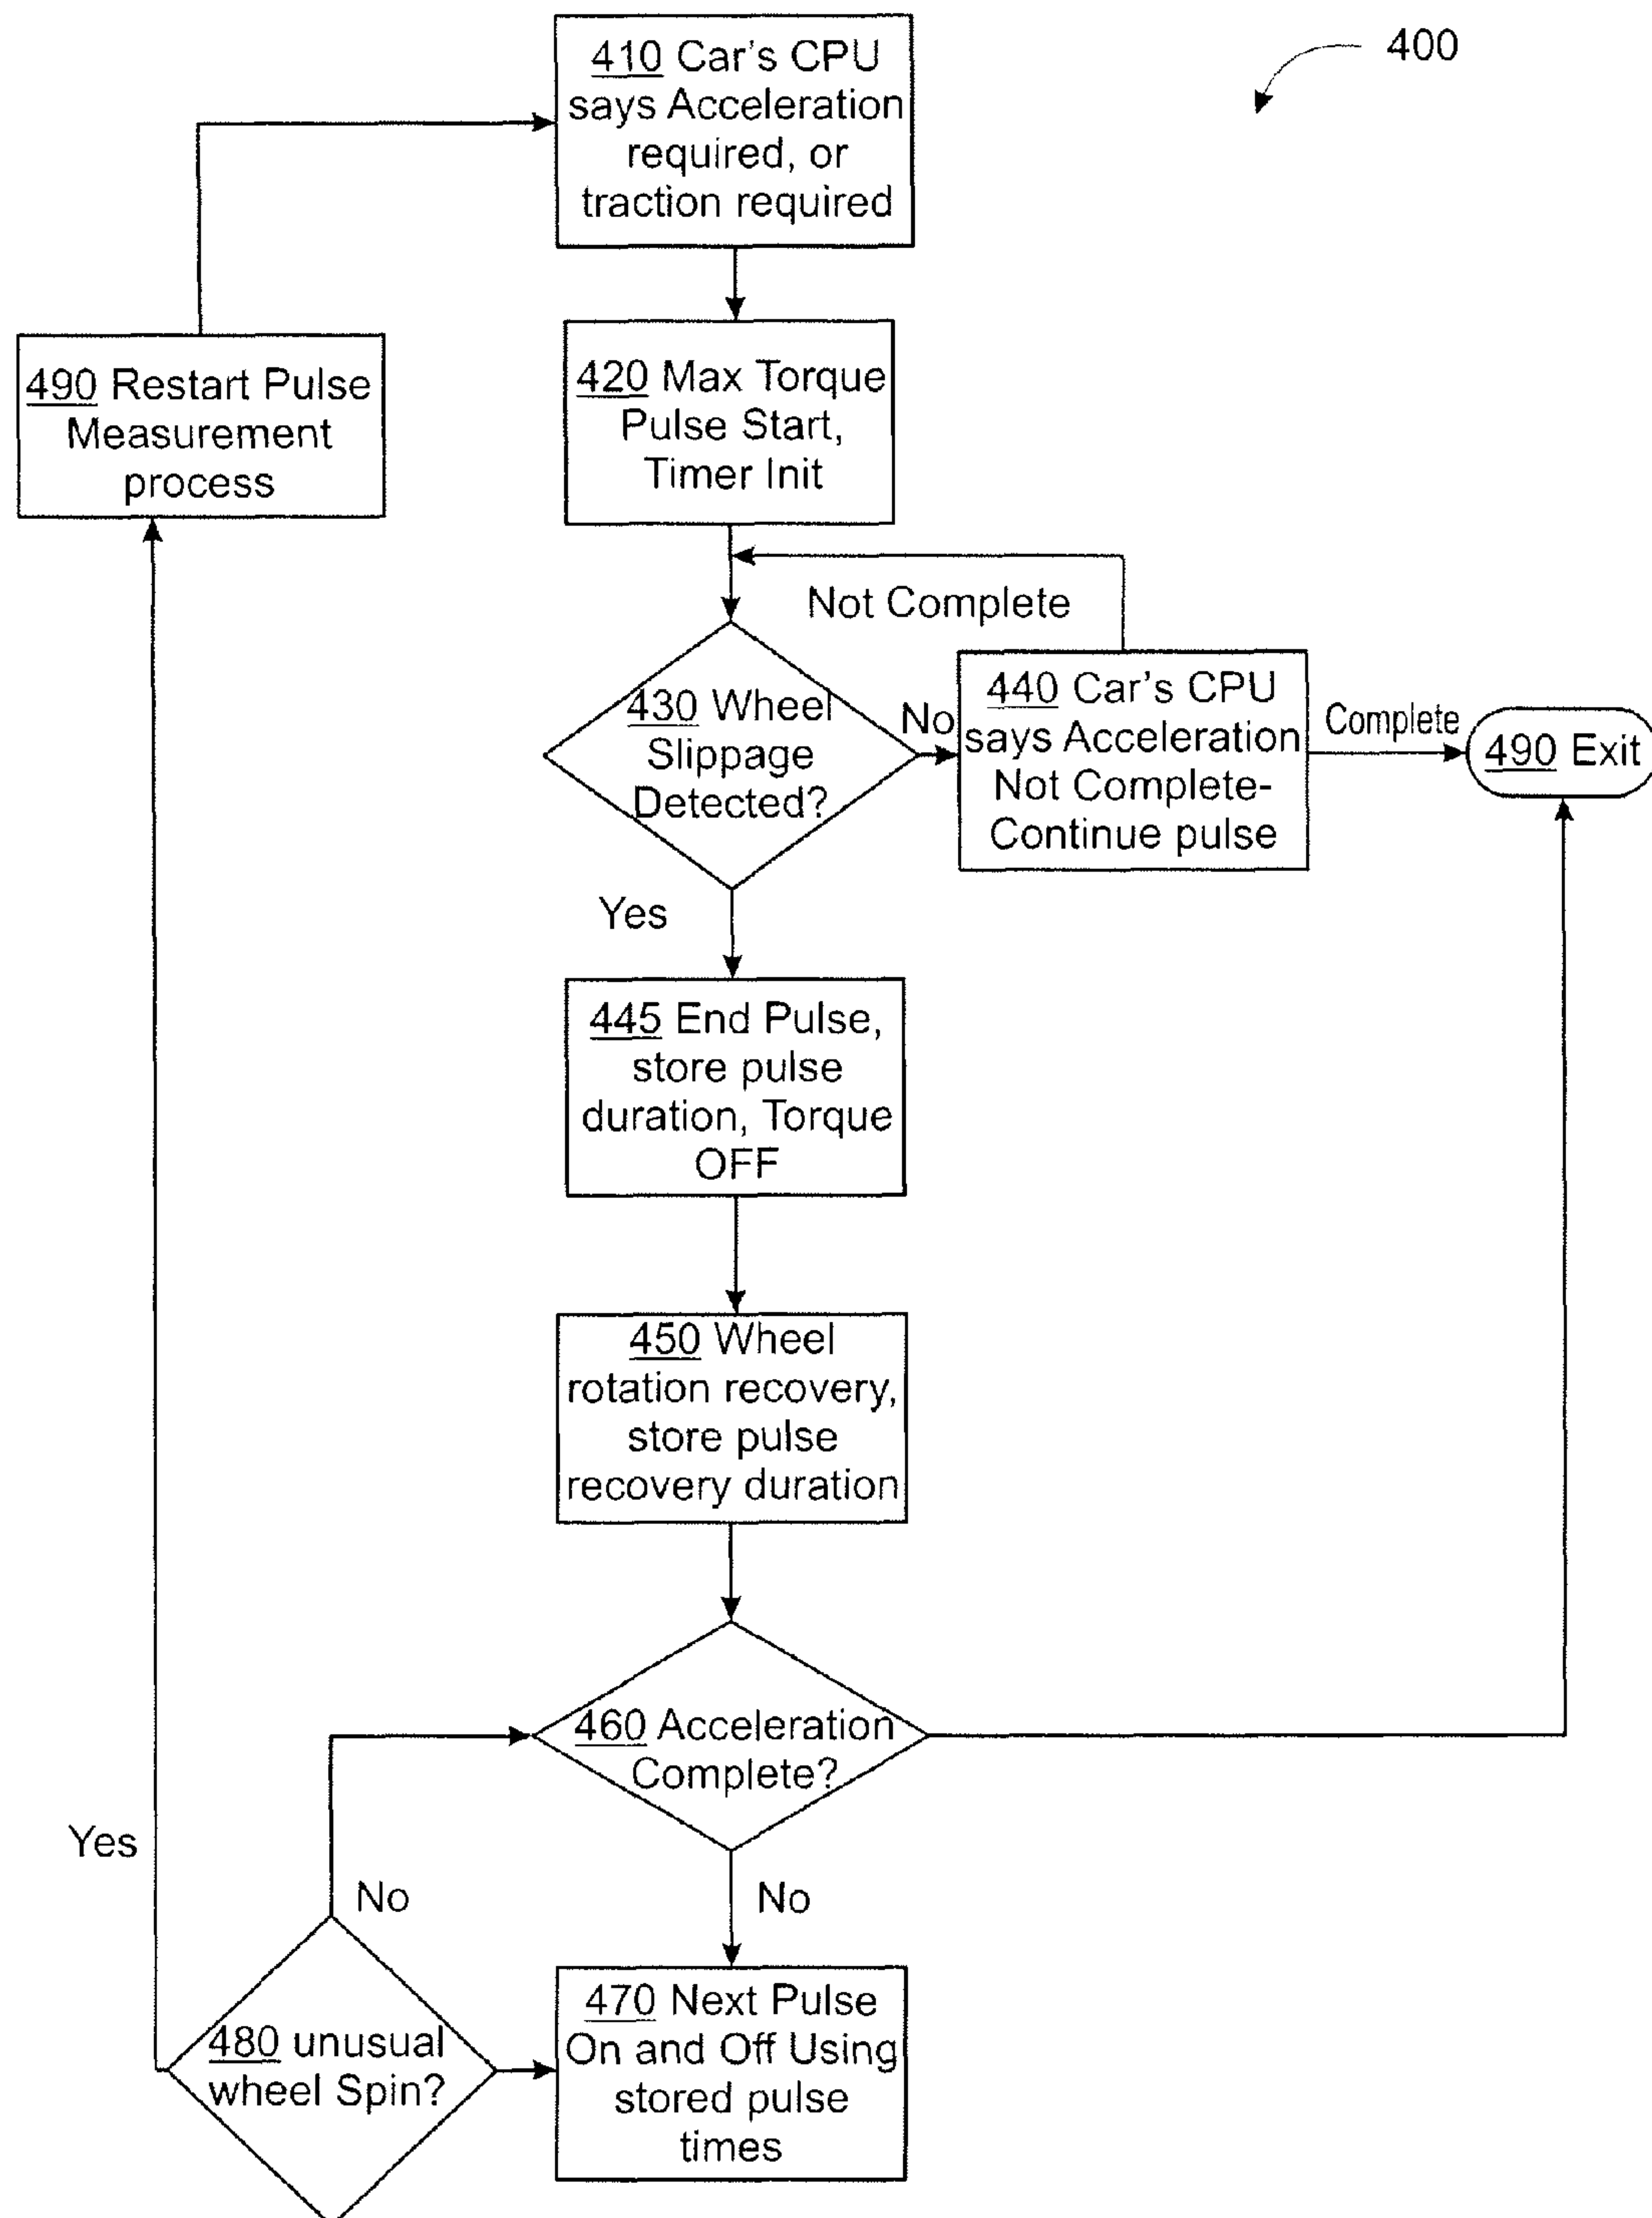 400
410 Car's CPU
says Acceleration
required, or
traction required
490 Restart Pulse
Measurement
process
420 Max Torque
Pulse Start,
Timer Init
Not Complete
430 Wheel
Slippage
Detected?
No
440 Car's CPU
says Acceleration
Not Complete-
Continue pulse
Complete
490 Exit
Yes
445 End Pulse,
store pulse
duration, Torque
OFF
450 Wheel
rotation recovery,
store pulse
recovery duration
460 Acceleration
Complete?
Yes
No
No
480 unusual
wheel Spin?
470 Next Pulse
On and Off Using
stored pulse
times